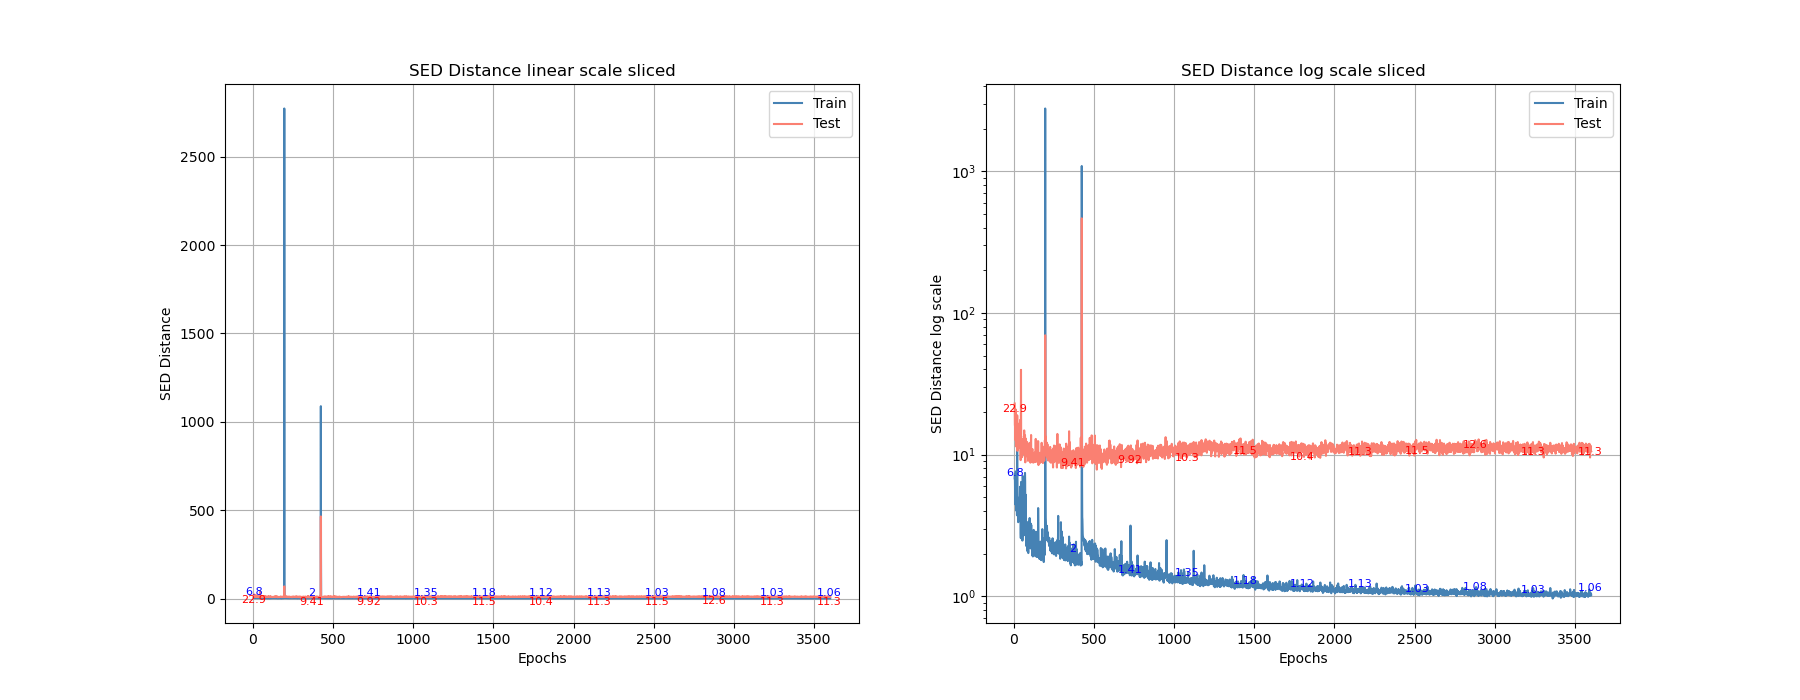 SED Distance linear scale sliced
Train
Test
SED Distance
2500
2000
1500
1000
500
0
6.8 2 1.41 1.35 1.18 1.12 1.13 1.03 1.08 1.03 1.06
22.9 9.41 9.92 10.3 11.5 10.4 11.3 11.5 12.6 11.3 11.3
0 500 1000 1500 2000 2500 3000 3500
Epochs
SED Distance log scale sliced
Train
Test
SED Distance log scale
10³
10²
10¹
10⁰
22.9 9.41 9.92 10.3 11.5 10.4 11.3 11.5 12.6 11.3 11.3
6.8 2 1.41 1.35 1.18 1.12 1.13 1.03 1.08 1.03 1.06
0 500 1000 1500 2000 2500 3000 3500
Epochs